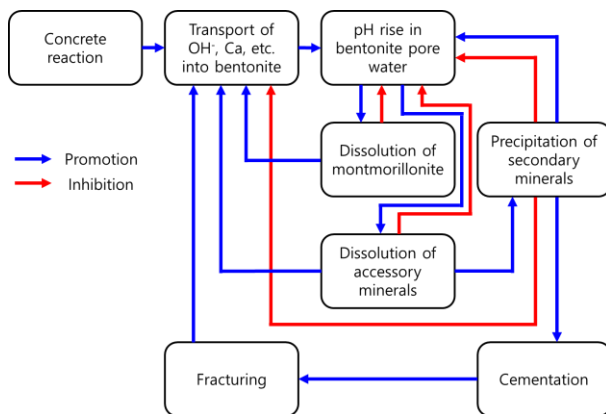 Concrete
reaction
Transport of
OH⁻, Ca, etc.
into bentonite
pH rise in
bentonite pore
water
Promotion
Inhibition
Dissolution of
montmorillonite
Precipitation of
secondary
minerals
Dissolution of
accessory
minerals
Fracturing
Cementation